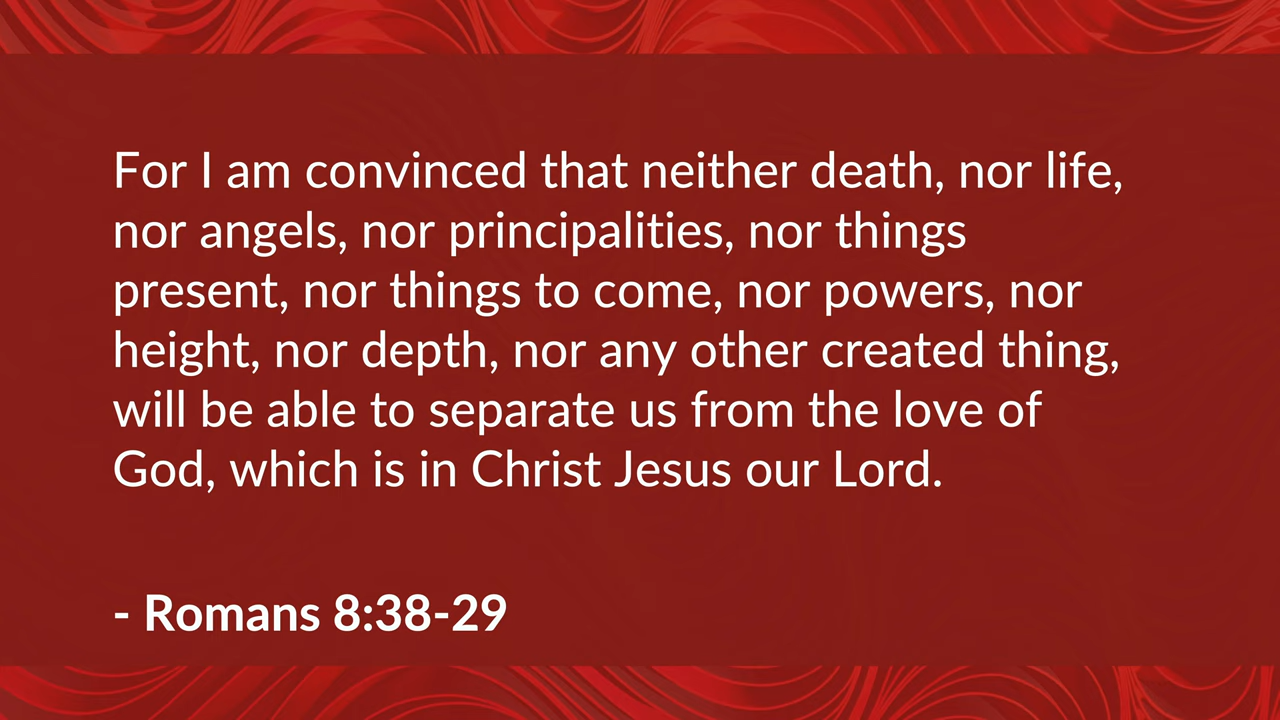 For I am convinced that neither death, nor life,
nor angels, nor principalities, nor things
present, nor things to come, nor powers, nor
height, nor depth, nor any other created thing,
will be able to separate us from the love of
God, which is in Christ Jesus our Lord.
- Romans 8:38-29